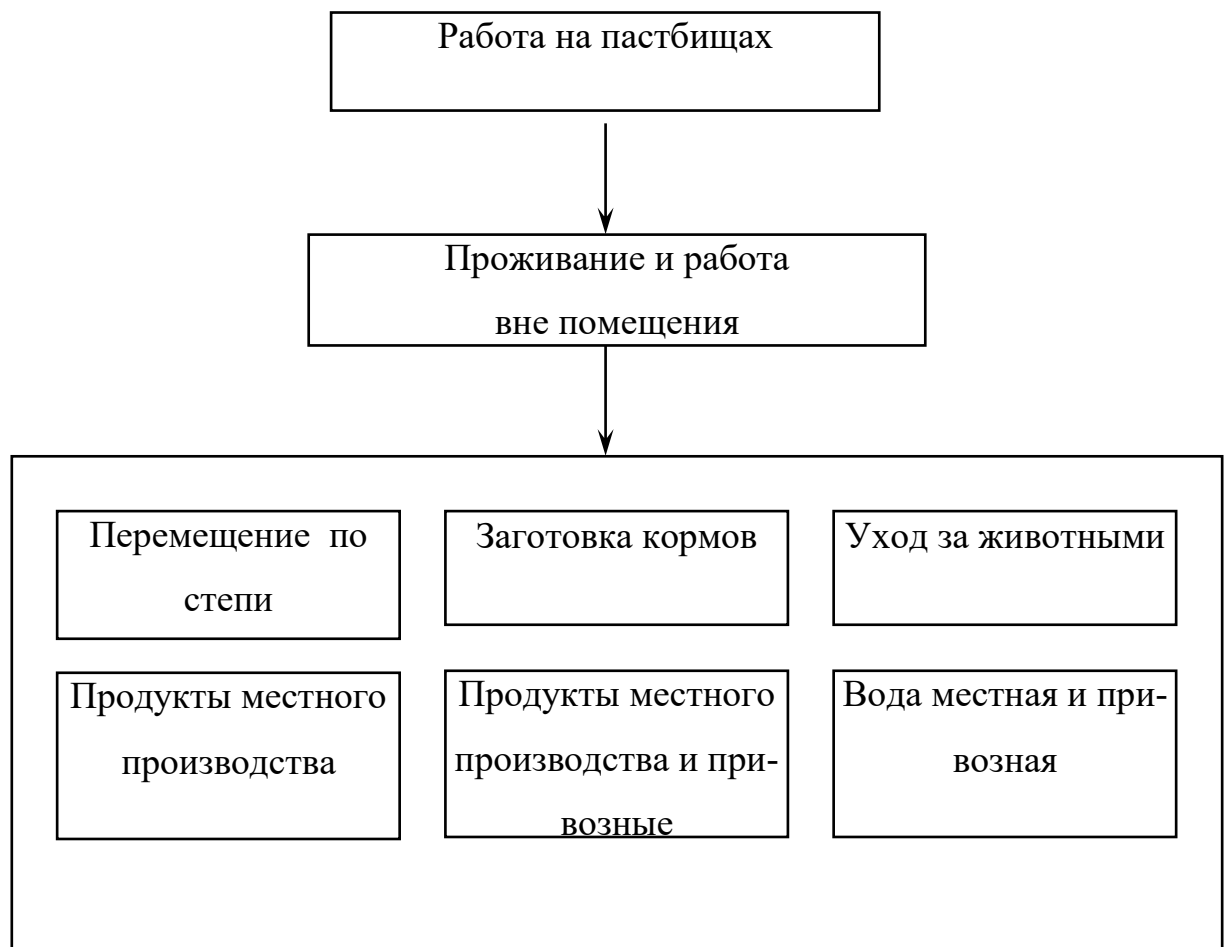 Работа на пастбищах
Проживание и работа
вне помещения
Перемещение по
степи
Заготовка кормов
Уход за животными
Продукты местного
производства
Продукты местного
производства и при-
возные
Вода местная и при-
возная